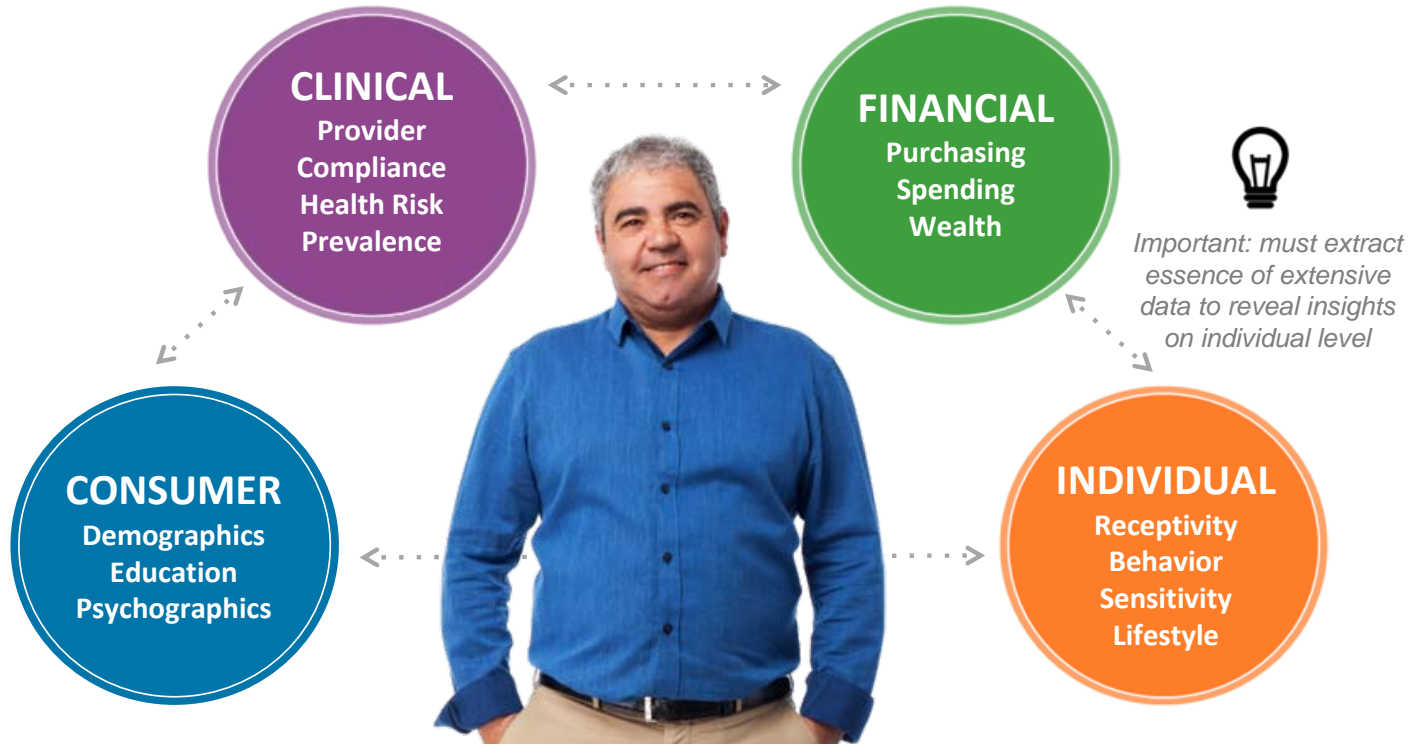 CLINICAL
Provider
Compliance
Health Risk
Prevalence
FINANCIAL
Purchasing
Spending
Wealth
Important: must extract
essence of extensive
data to reveal insights
on individual level
CONSUMER
Demographics
Education
Psychographics
INDIVIDUAL
Receptivity
Behavior
Sensitivity
Lifestyle